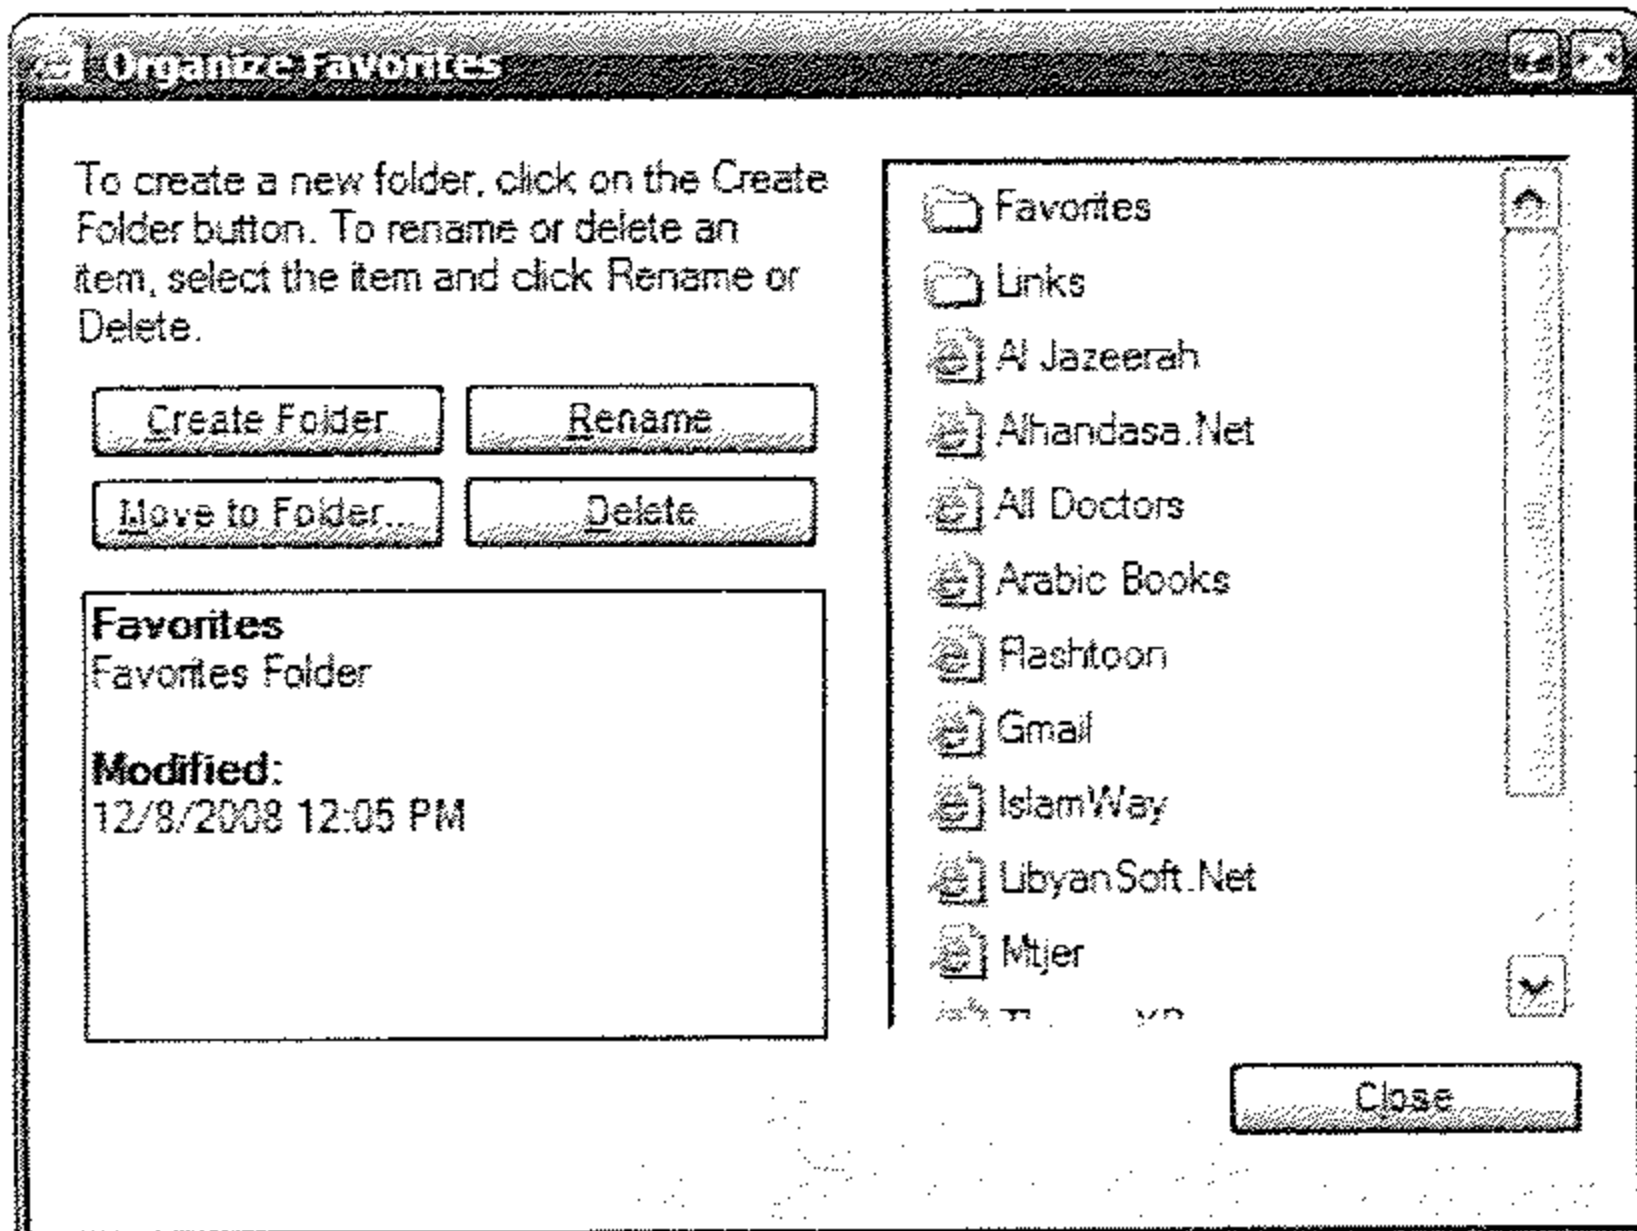 Organize Favorites
To create a new folder, click on the Create
Folder button. To rename or delete an
item, select the item and click Rename or
Delete.
Create Folder
Rename
Move to Folder...
Delete
Favorites
Favorites Folder
Modified:
12/8/2008 12:05 PM
Favorites
Links
Al Jazeerah
Alhandasa.Net
All Doctors
Arabic Books
Flashtoon
Gmail
IslamWay
LibyanSoft.Net
Mtjer
Close